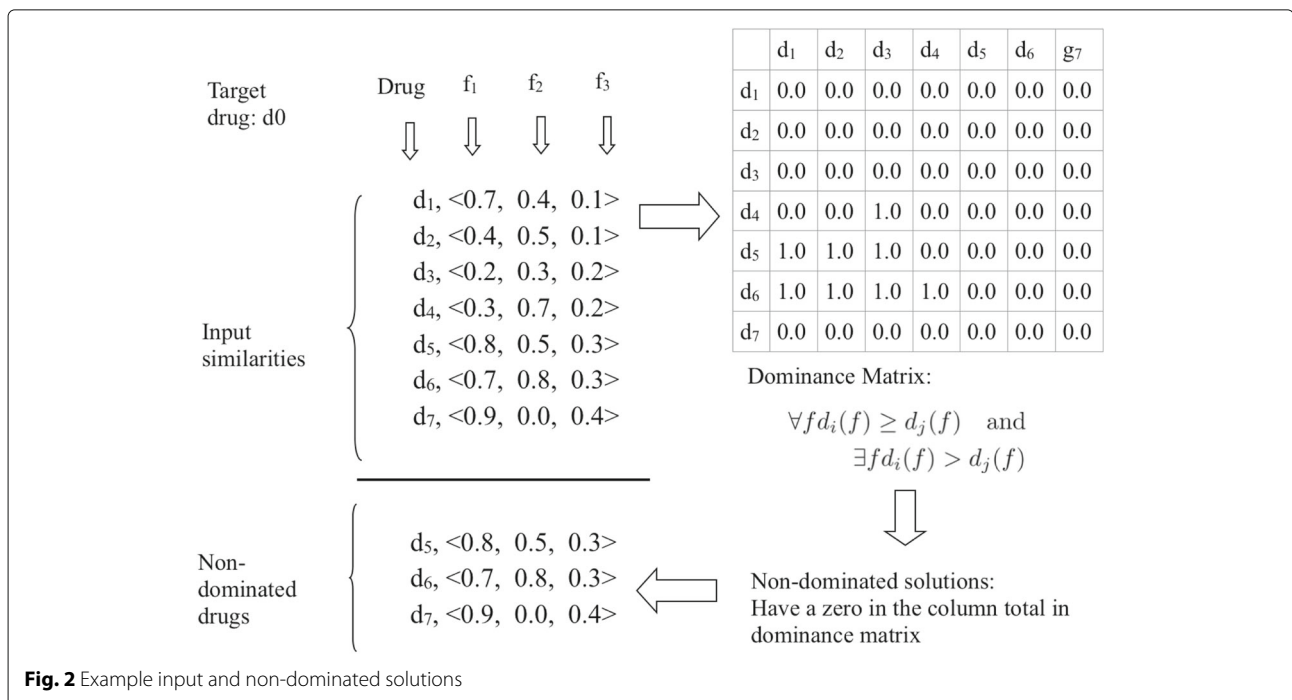 Target
drug: d0
Drug f₁ f₂ f₃
Input
similarities
d₁, <0.7, 0.4, 0.1>
d₂, <0.4, 0.5, 0.1>
d₃, <0.2, 0.3, 0.2>
d₄, <0.3, 0.7, 0.2>
d₅, <0.8, 0.5, 0.3>
d₆, <0.7, 0.8, 0.3>
d₇, <0.9, 0.0, 0.4>
d₁ d₂ d₃ d₄ d₅ d₆ g₇
d₁ 0.0 0.0 0.0 0.0 0.0 0.0 0.0
d₂ 0.0 0.0 0.0 0.0 0.0 0.0 0.0
d₃ 0.0 0.0 0.0 0.0 0.0 0.0 0.0
d₄ 0.0 0.0 1.0 0.0 0.0 0.0 0.0
d₅ 1.0 1.0 1.0 0.0 0.0 0.0 0.0
d₆ 1.0 1.0 1.0 1.0 0.0 0.0 0.0
d₇ 0.0 0.0 0.0 0.0 0.0 0.0 0.0
Dominance Matrix:
∀fdᵢ(f) ≥ dⱼ(f) and
∃fdᵢ(f) > dⱼ(f)
Non-dominated solutions:
Have a zero in the column total in
dominance matrix
Non-
dominated
drugs
d₅, <0.8, 0.5, 0.3>
d₆, <0.7, 0.8, 0.3>
d₇, <0.9, 0.0, 0.4>
Fig. 2 Example input and non-dominated solutions